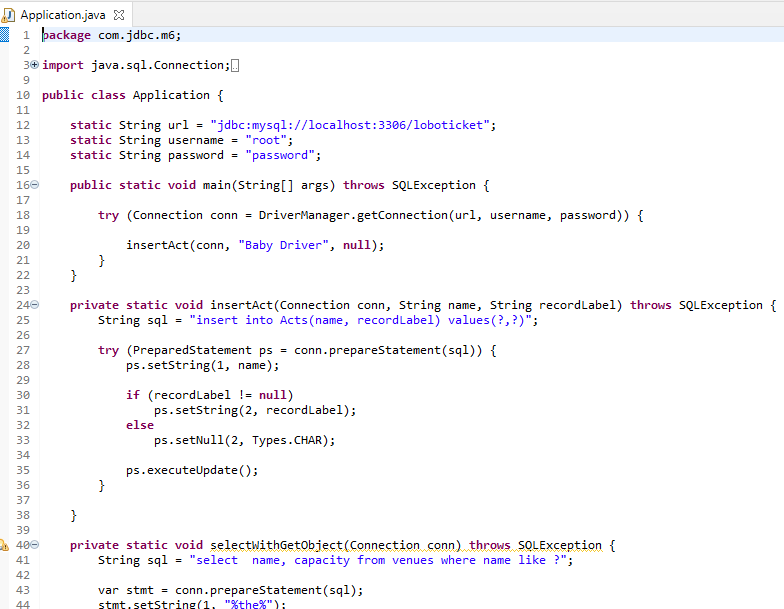 Application.java
1 package com.jdbc.m6;
2
3 import java.sql.Connection;
9
10 public class Application {
11
12     static String url = "jdbc:mysql://localhost:3306/loboticket";
13     static String username = "root";
14     static String password = "password";
15
16     public static void main(String[] args) throws SQLException {
17
18         try (Connection conn = DriverManager.getConnection(url, username, password)) {
19
20             insertAct(conn, "Baby Driver", null);
21         }
22     }
23
24     private static void insertAct(Connection conn, String name, String recordLabel) throws SQLException {
25         String sql = "insert into Acts(name, recordLabel) values(?,?)";
26
27         try (PreparedStatement ps = conn.prepareStatement(sql)) {
28             ps.setString(1, name);
29
30             if (recordLabel != null)
31                 ps.setString(2, recordLabel);
32             else
33                 ps.setNull(2, Types.CHAR);
34
35             ps.executeUpdate();
36         }
37
38     }
39
40     private static void selectWithGetObject(Connection conn) throws SQLException {
41         String sql = "select  name, capacity from venues where name like ?";
42
43         var stmt = conn.prepareStatement(sql);
44         stmt.setString(1, "%the%");